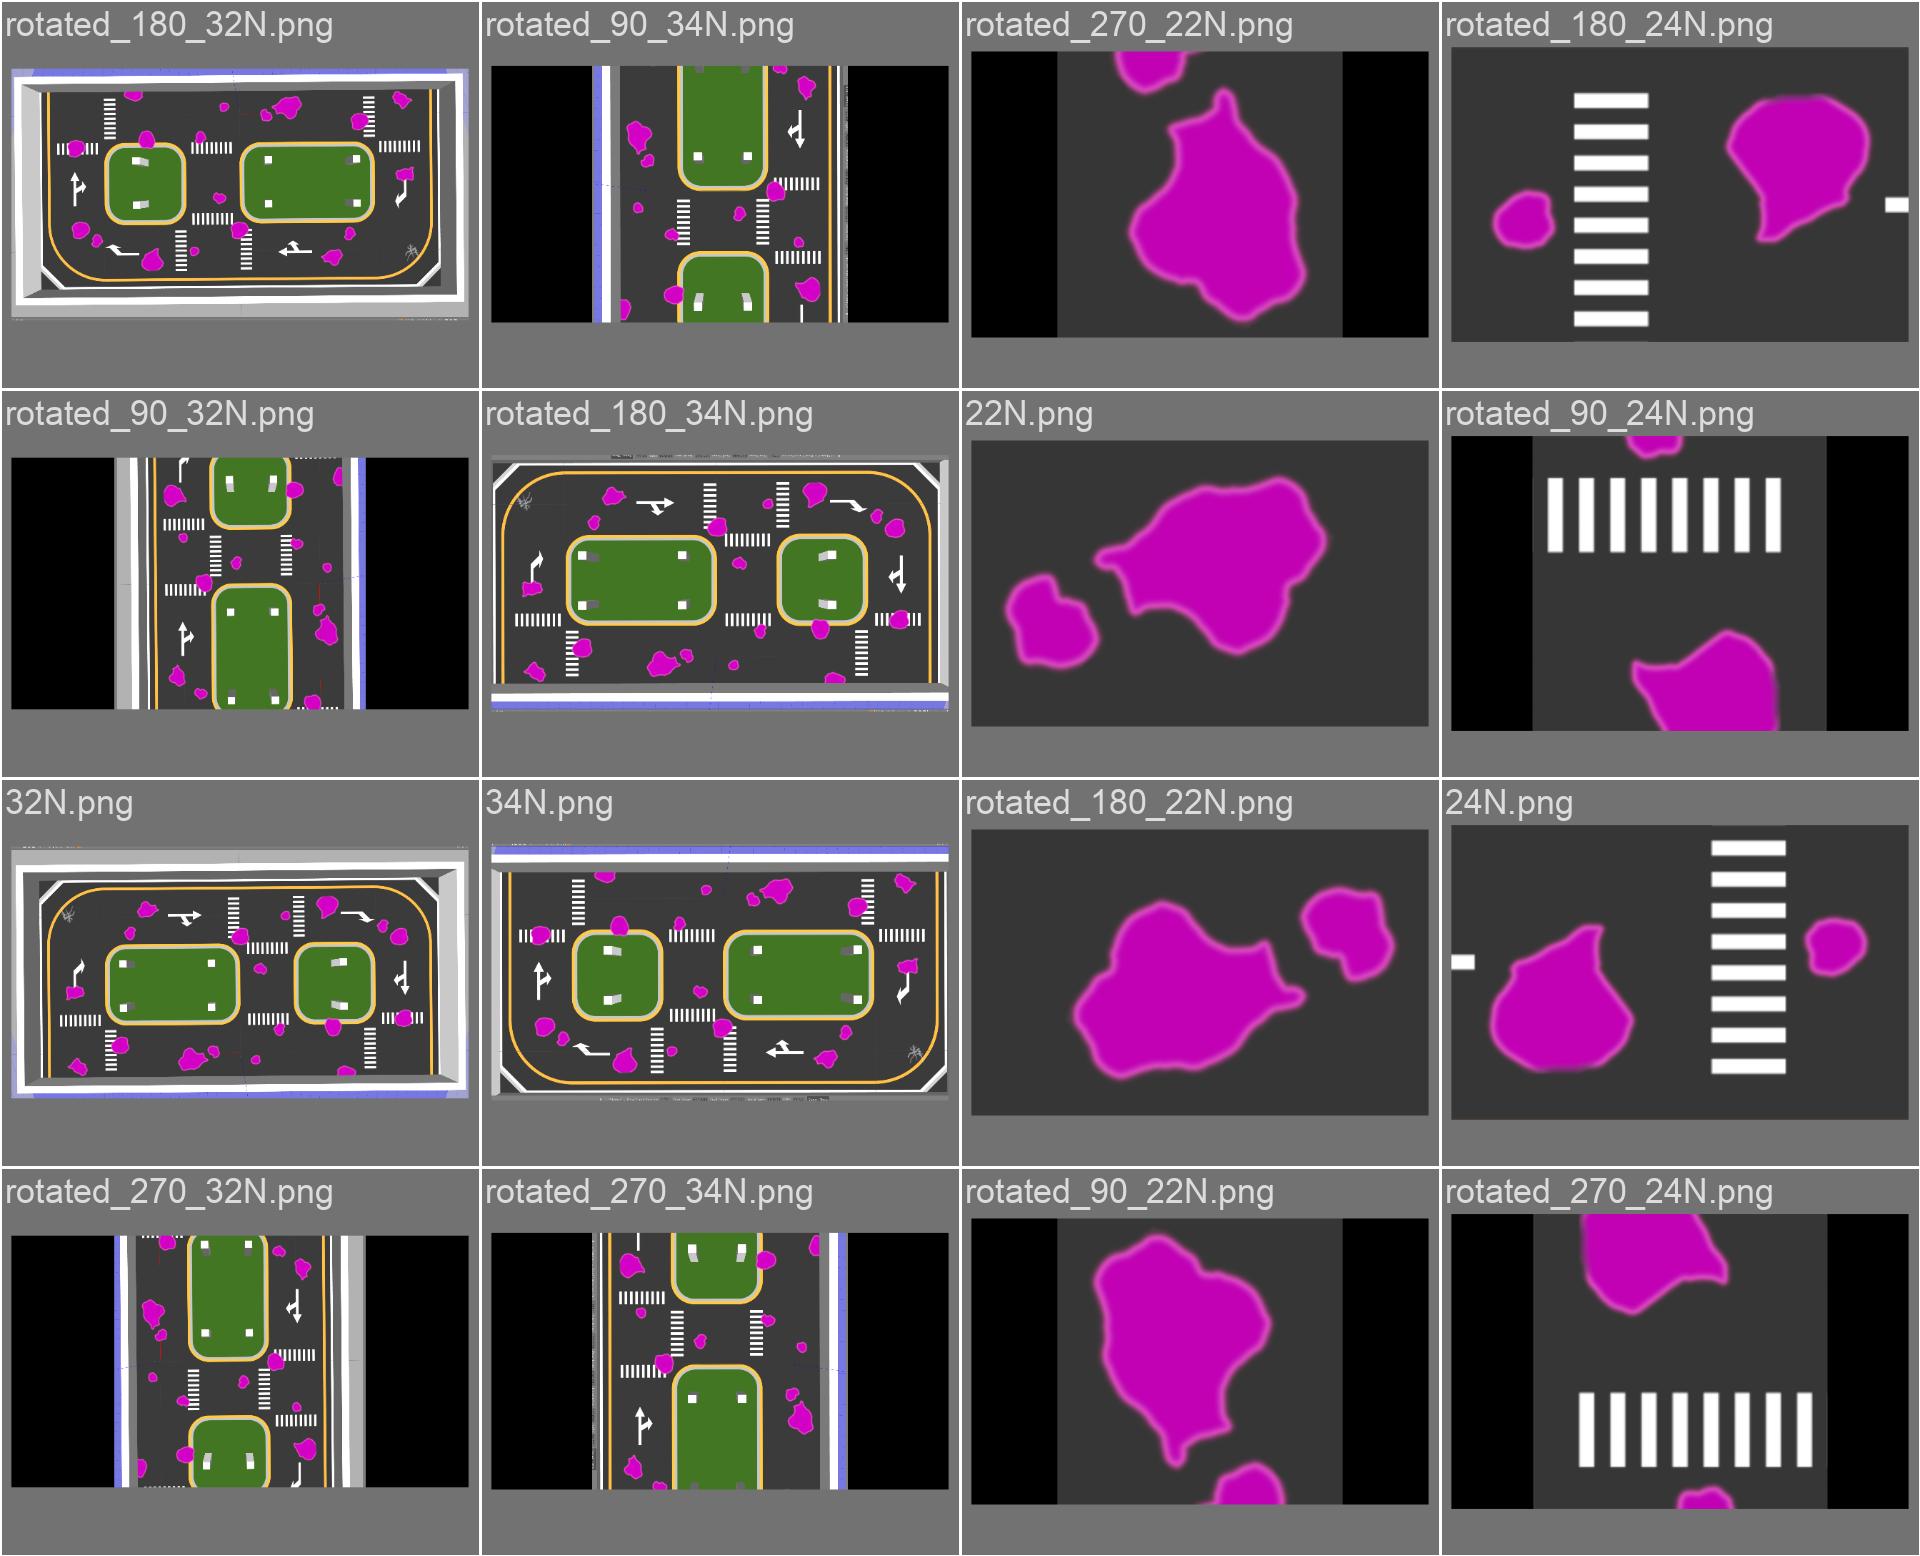 rotated_180_32N.png
rotated_90_34N.png
rotated_270_22N.png
rotated_180_24N.png
rotated_90_32N.png
rotated_180_34N.png
22N.png
rotated_90_24N.png
32N.png
34N.png
rotated_180_22N.png
24N.png
rotated_270_32N.png
rotated_270_34N.png
rotated_90_22N.png
rotated_270_24N.png